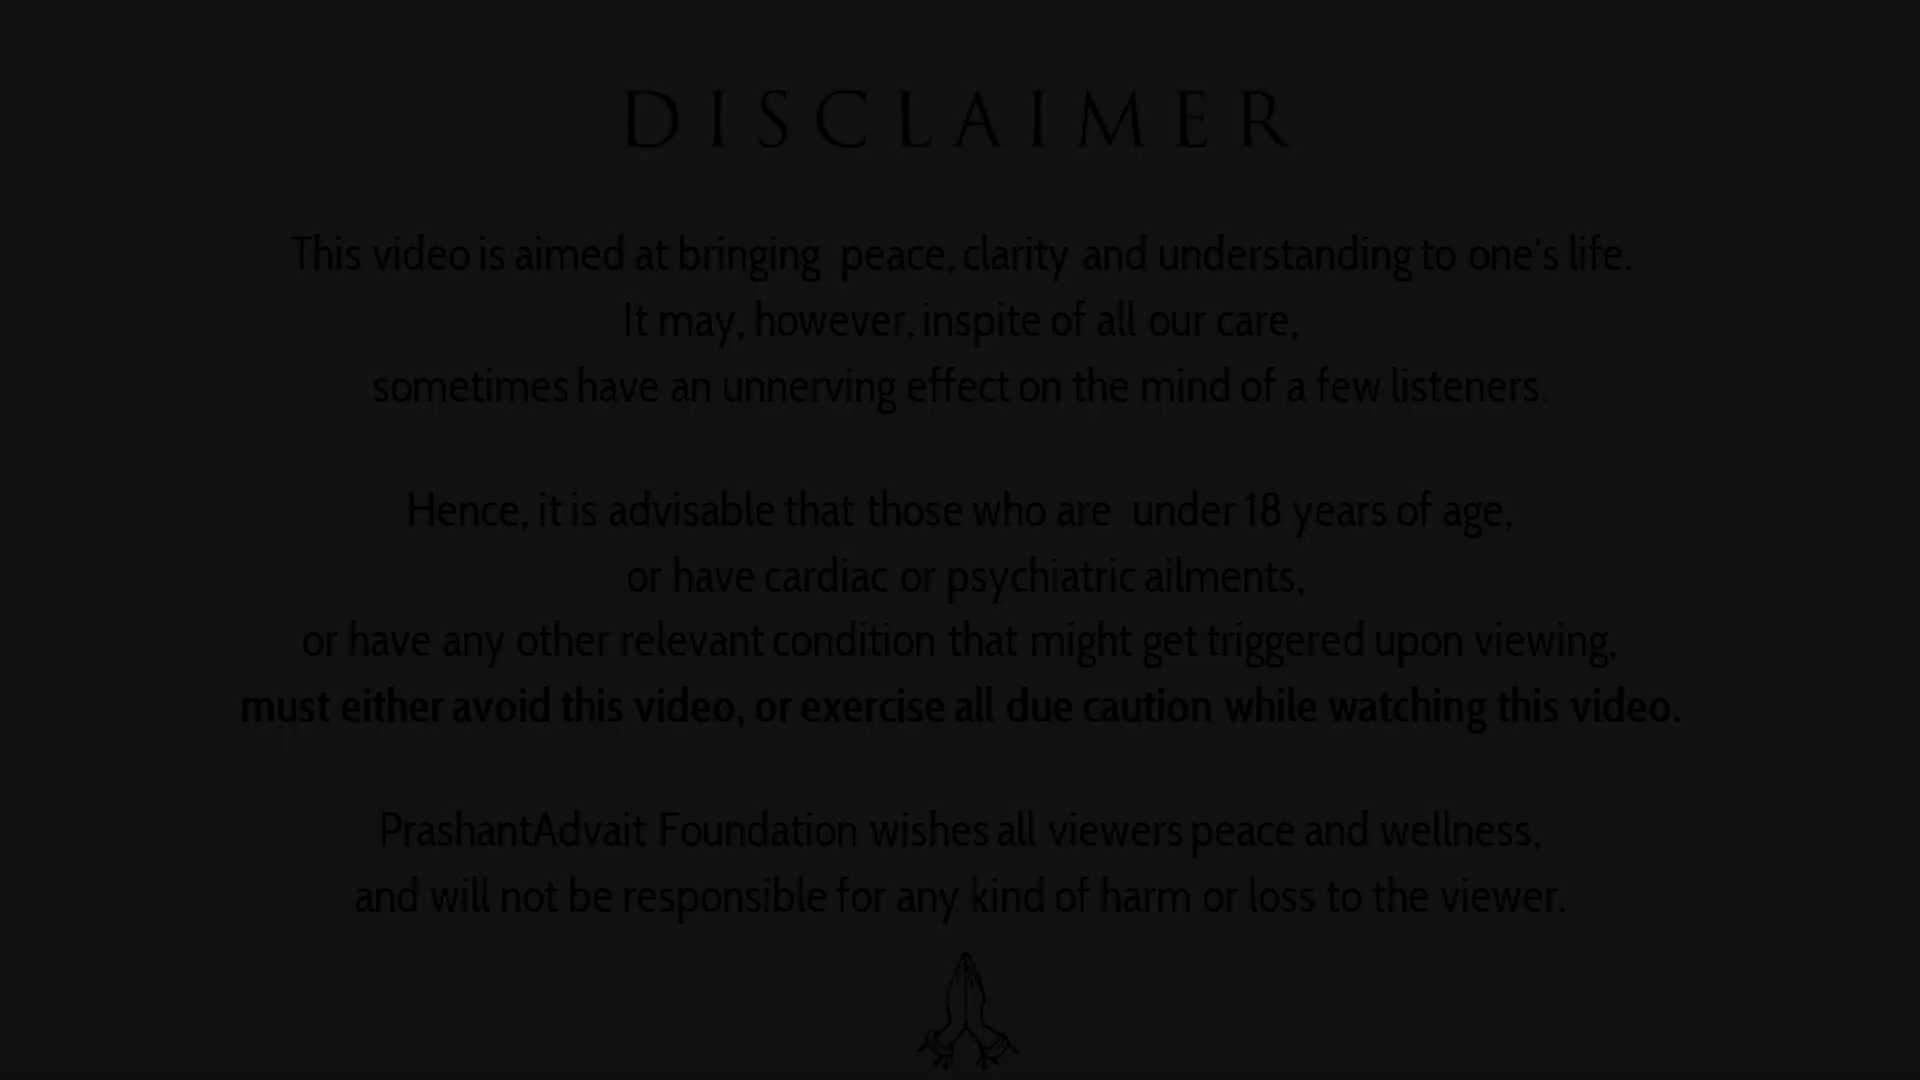 DISCLAIMER
This video is aimed at bringing peace, clarity and understanding to one's life.
It may, however, inspite of all our care,
sometimes have an unnerving effect on the mind of a few listeners.
Hence, it is advisable that those who are under 18 years of age,
or have cardiac or psychiatric ailments,
or have any other relevant condition that might get triggered upon viewing,
must either avoid this video, or exercise all due caution while watching this video.
PrashantAdvait Foundation wishes all viewers peace and wellness,
and will not be responsible for any kind of harm or loss to the viewer.